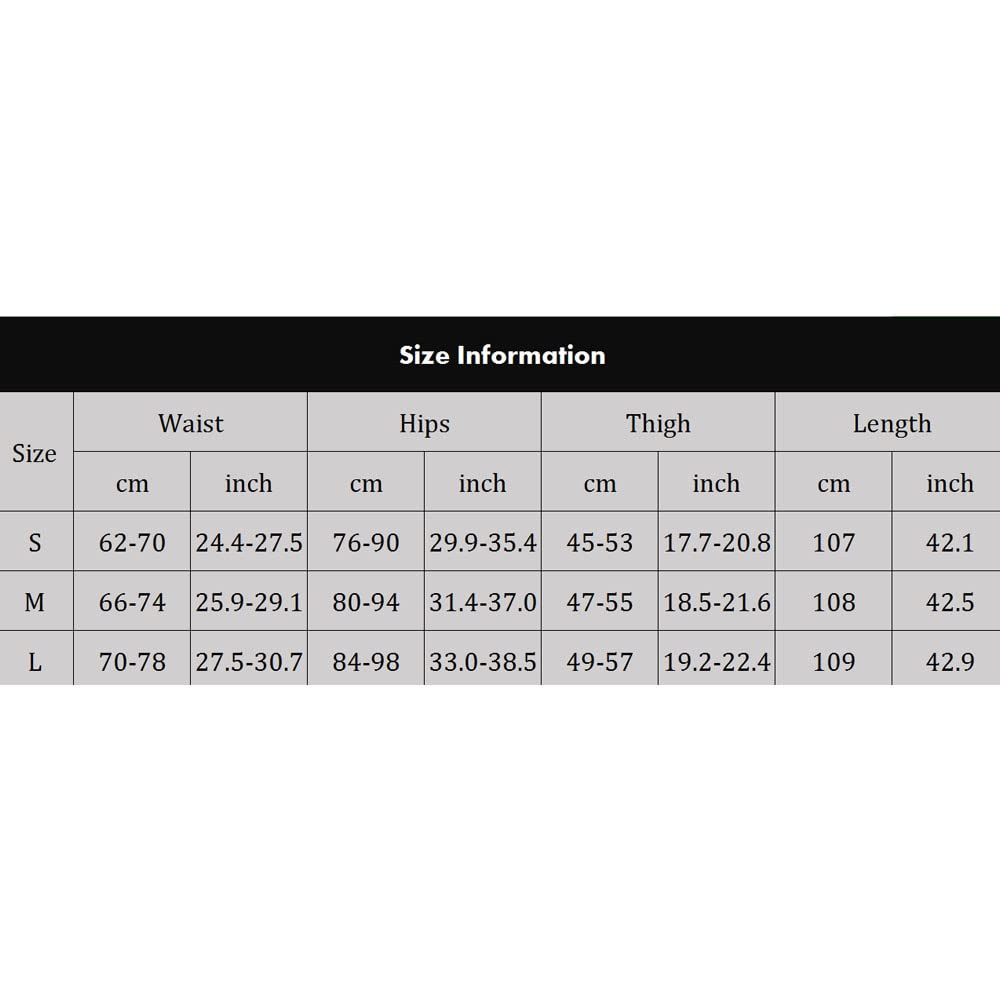 Size Information
Size Waist Hips Thigh Length
cm inch cm inch cm inch cm inch
S 62-70 24.4-27.5 76-90 29.9-35.4 45-53 17.7-20.8 107 42.1
M 66-74 25.9-29.1 80-94 31.4-37.0 47-55 18.5-21.6 108 42.5
L 70-78 27.5-30.7 84-98 33.0-38.5 49-57 19.2-22.4 109 42.9